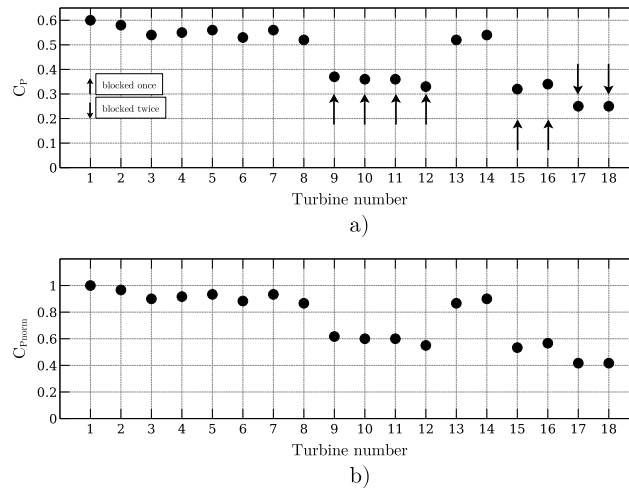 0.6
0.5
0.4
0.3
0.2
0.1
0
C_P
blocked once
blocked twice
1 2 3 4 5 6 7 8 9 10 11 12 13 14 15 16 17 18
Turbine number
a)
1
0.8
0.6
0.4
0.2
0
C_Pnorm
1 2 3 4 5 6 7 8 9 10 11 12 13 14 15 16 17 18
Turbine number
b)